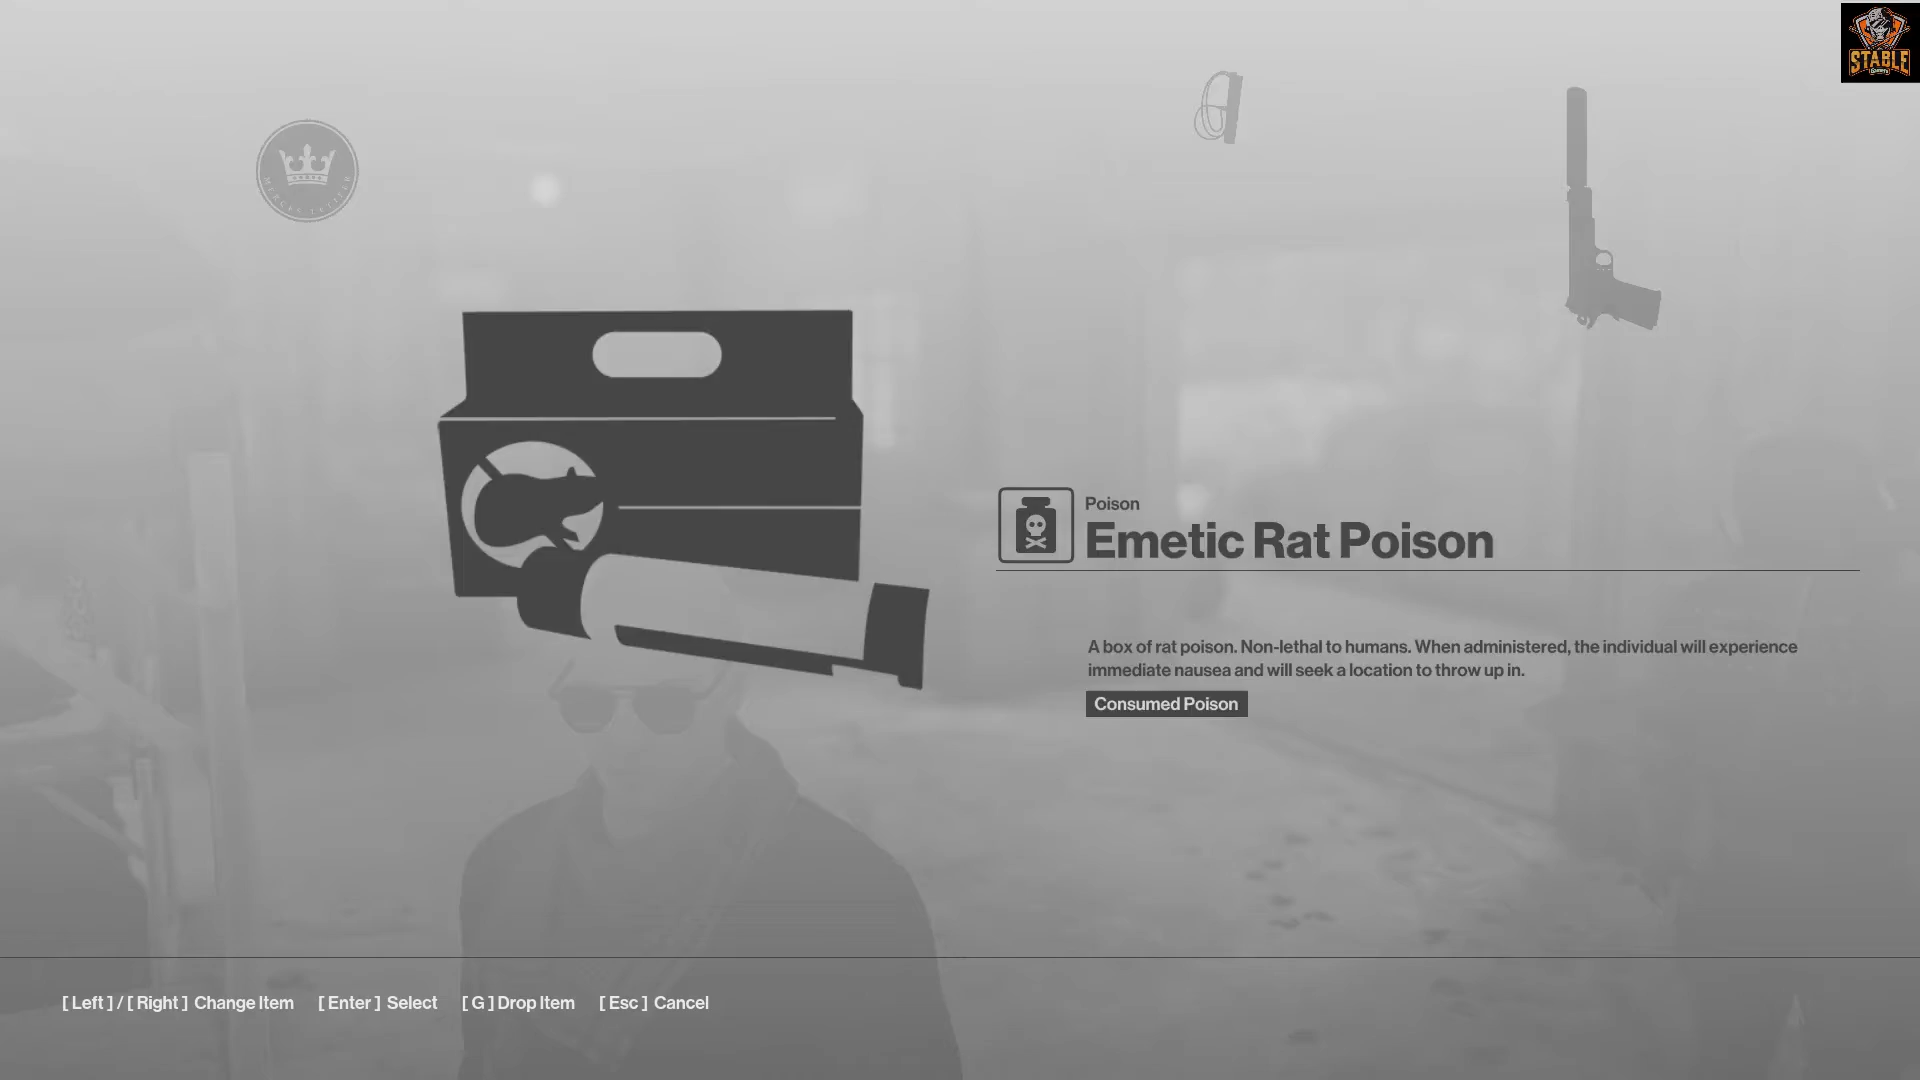 STABLE
Poison
Emetic Rat Poison
A box of rat poison. Non-lethal to humans. When administered, the individual will experience
immediate nausea and will seek a location to throw up in.
Consumed Poison
[ Left ] / [ Right ] Change Item [ Enter ] Select [ G ] Drop Item [ Esc ] Cancel